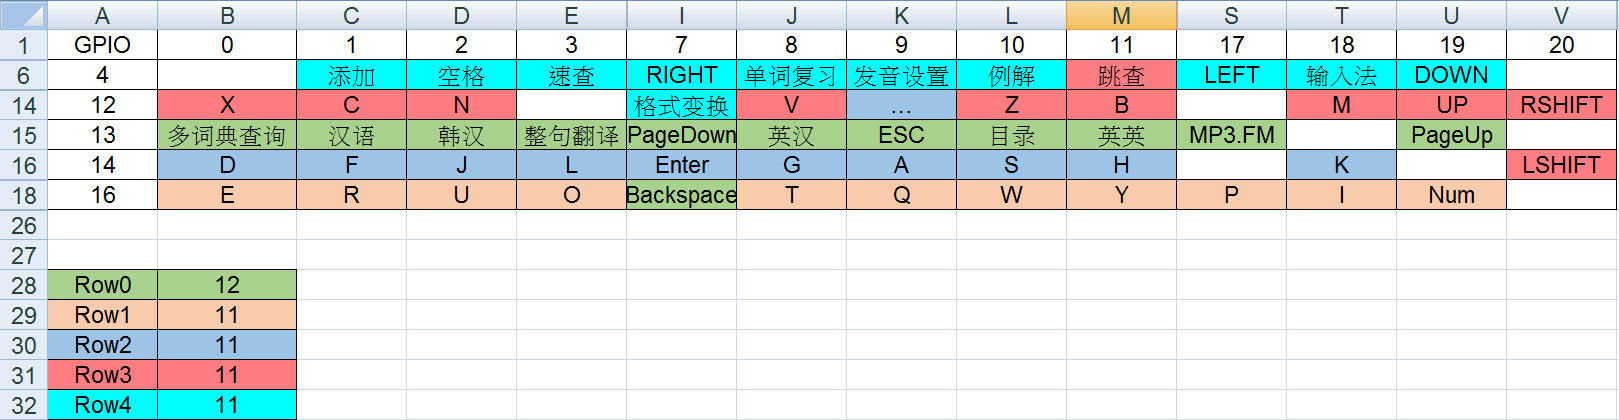 A B C D E I J K L M S T U V
1 GPIO 0 1 2 3 7 8 9 10 11 17 18 19 20
6 4 添加 空格 速查 RIGHT 单词复习 发音设置 例解 跳查 LEFT 输入法 DOWN
14 12 X C N 格式变换 V ... Z B M UP RSHIFT
15 13 多词典查询 汉语 韩汉 整句翻译 PageDown 英汉 ESC 目录 英英 MP3.FM PageUp
16 14 D F J L Enter G A S H K LSHIFT
18 16 E R U O Backspace T Q W Y P I Num
26
27
28 Row0 12
29 Row1 11
30 Row2 11
31 Row3 11
32 Row4 11